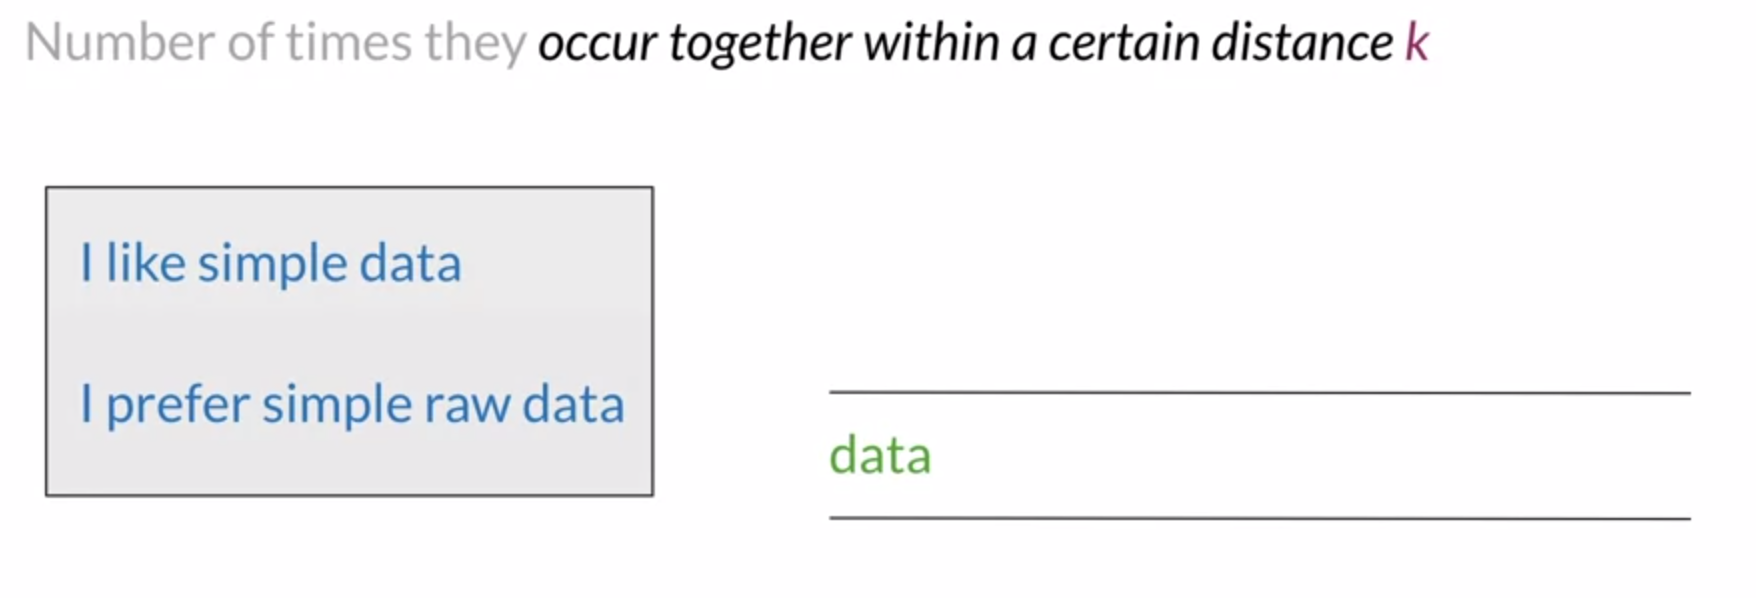 Number of times they occur together within a certain distance k
I like simple data
I prefer simple raw data
data